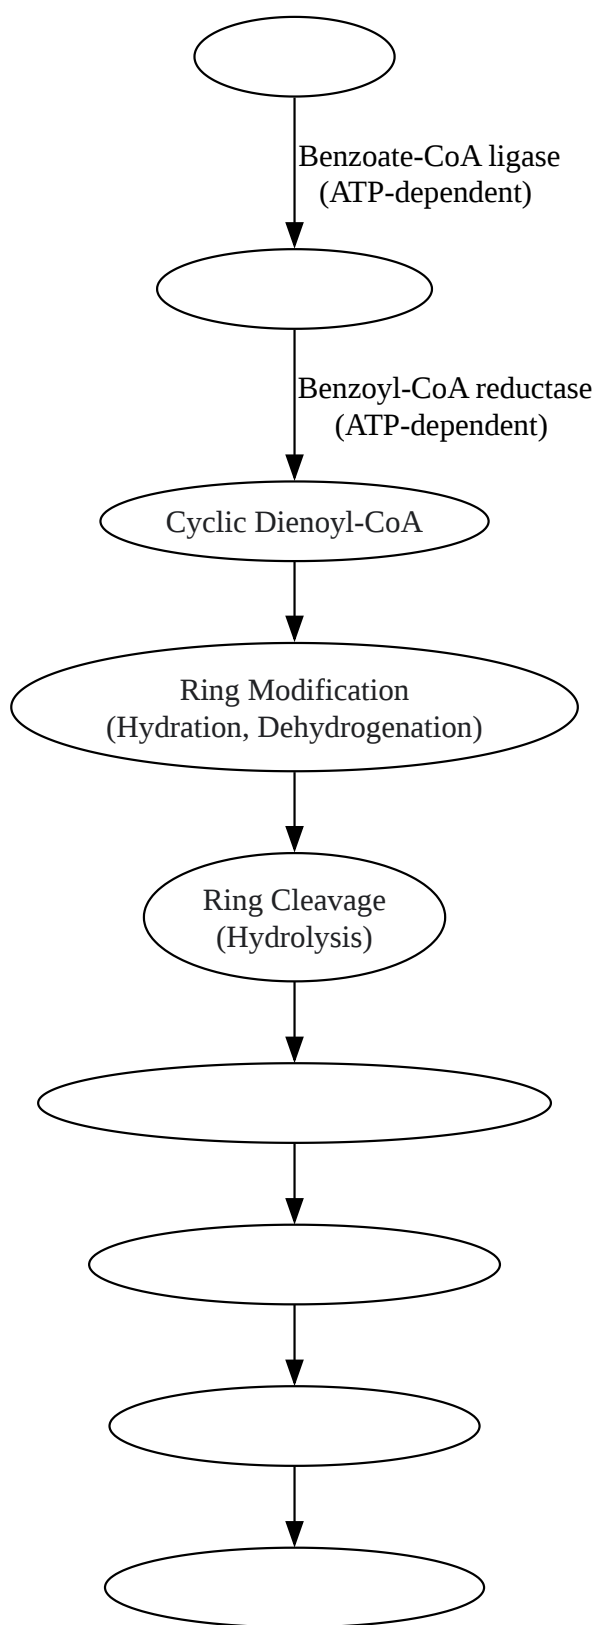 Benzoate-CoA ligase
(ATP-dependent)
Benzoyl-CoA reductase
(ATP-dependent)
Cyclic Dienoyl-CoA
Ring Modification
(Hydration, Dehydrogenation)
Ring Cleavage
(Hydrolysis)